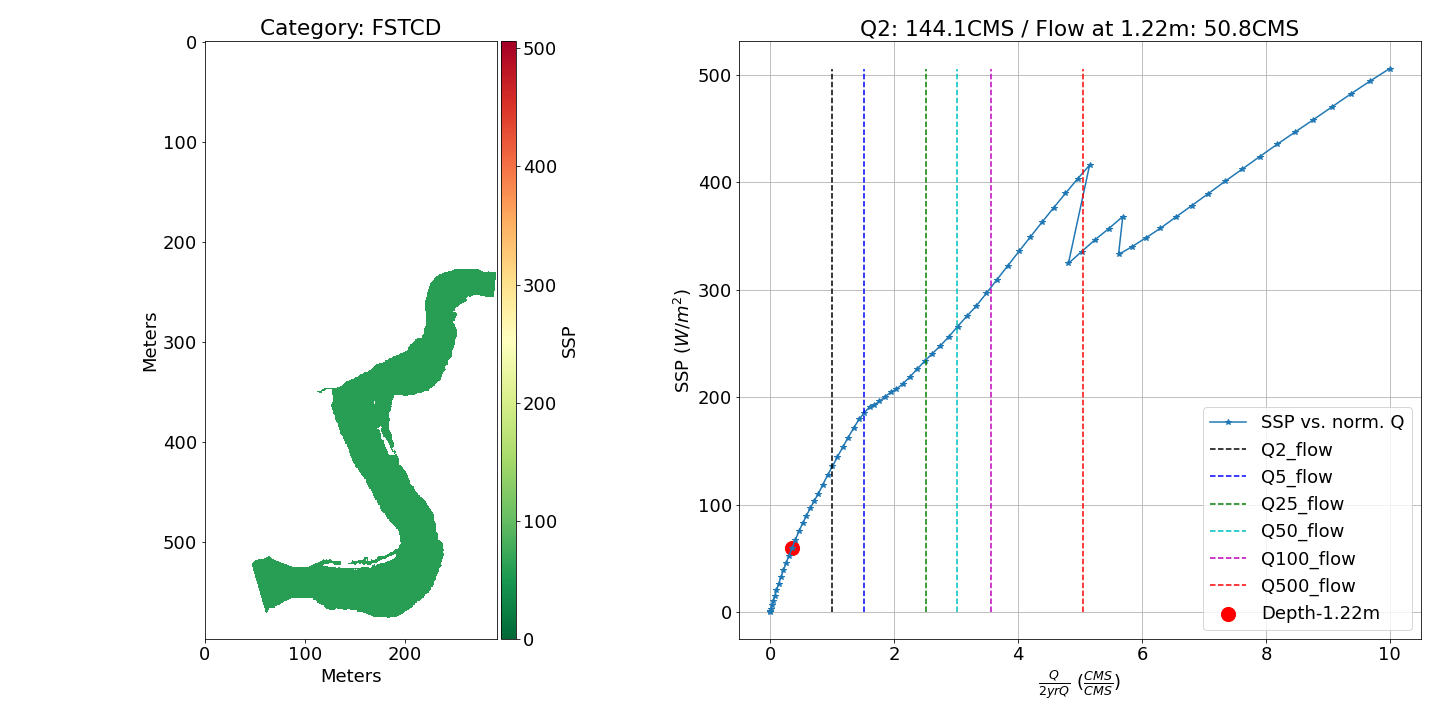 Category: FSTCD
0
100
200
300
400
500
Meters
0
100
200
Meters
500
400
300
200
100
0
SSP
Q2: 144.1CMS / Flow at 1.22m: 50.8CMS
500
400
300
200
100
0
SSP (W/m²)
0
2
4
6
8
10
Q/2yrQ (CMS/CMS)
SSP vs. norm. Q
Q2_flow
Q5_flow
Q25_flow
Q50_flow
Q100_flow
Q500_flow
Depth-1.22m